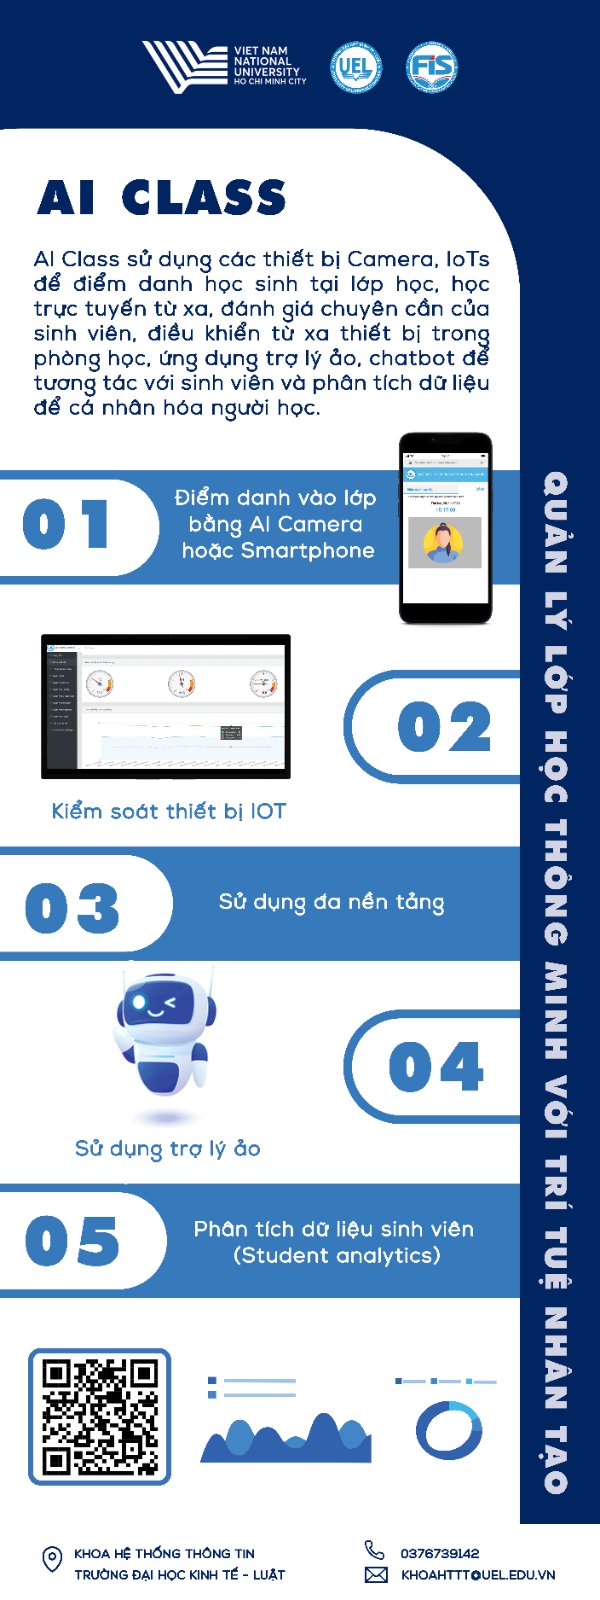 VIET NAM
NATIONAL
UNIVERSITY
HO CHI MINH CITY
UEL
FIS
AI CLASS
AI Class sử dụng các thiết bị Camera, IoTs
để điểm danh học sinh tại lớp học, học
trực tuyến từ xa, đánh giá chuyên cần của
sinh viên, điều khiển từ xa thiết bị trong
phòng học, ứng dụng trợ lý ảo, chatbot để
tương tác với sinh viên và phân tích dữ liệu
để cá nhân hóa người học.
01
Điểm danh vào lớp
bằng AI Camera
hoặc Smartphone
02
Kiểm soát thiết bị IOT
03
Sử dụng đa nền tảng
04
Sử dụng trợ lý ảo
05
Phân tích dữ liệu sinh viên
(Student analytics)
QUẢN LÝ LỚP HỌC THÔNG MINH VỚI TRÍ TUỆ NHÂN TẠO
KHOA HỆ THỐNG THÔNG TIN
TRƯỜNG ĐẠI HỌC KINH TẾ - LUẬT
0376739142
KHOAHTTT@UEL.EDU.VN